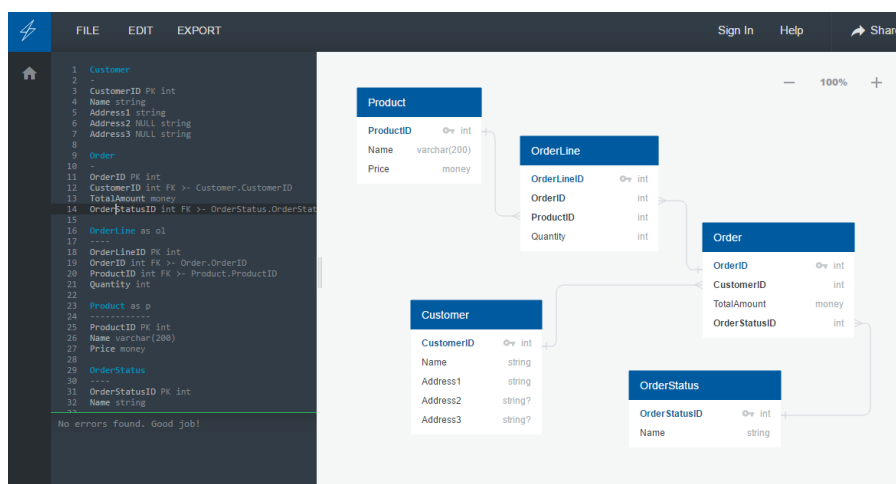 FILE EDIT EXPORT Sign In Help Share
1 Customer
2 -
3 CustomerID PK int
4 Name string
5 Address1 string
6 Address2 NULL string
7 Address3 NULL string
8
9 Order
10 -
11 OrderID PK int
12 CustomerID int FK >- Customer.CustomerID
13 TotalAmount money
14 OrderStatusID int FK >- OrderStatus.OrderStat
15
16 OrderLine as ol
17 ----
18 OrderLineID PK int
19 OrderID int FK >- Order.OrderID
20 ProductID int FK >- Product.ProductID
21 Quantity int
22
23 Product as p
24 ------------
25 ProductID PK int
26 Name varchar(200)
27 Price money
28
29 OrderStatus
30 ----
31 OrderStatusID PK int
32 Name string
No errors found. Good job!
100%
Product
ProductID int
Name varchar(200)
Price money
OrderLine
OrderLineID int
OrderID int
ProductID int
Quantity int
Order
OrderID int
CustomerID int
TotalAmount money
OrderStatusID int
Customer
CustomerID int
Name string
Address1 string
Address2 string?
Address3 string?
OrderStatus
OrderStatusID int
Name string